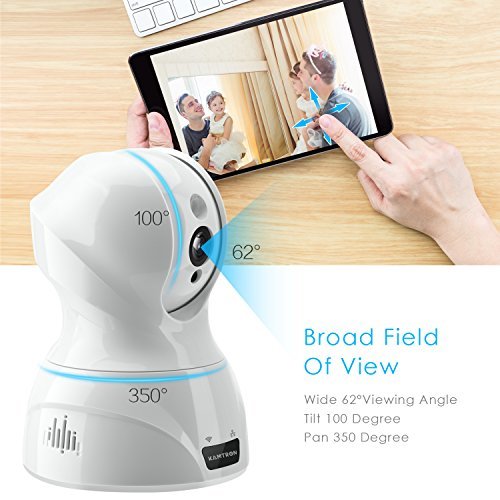 100°
62°
350°
KAMTRON
Broad Field
Of View
Wide 62°Viewing Angle
Tilt 100 Degree
Pan 350 Degree